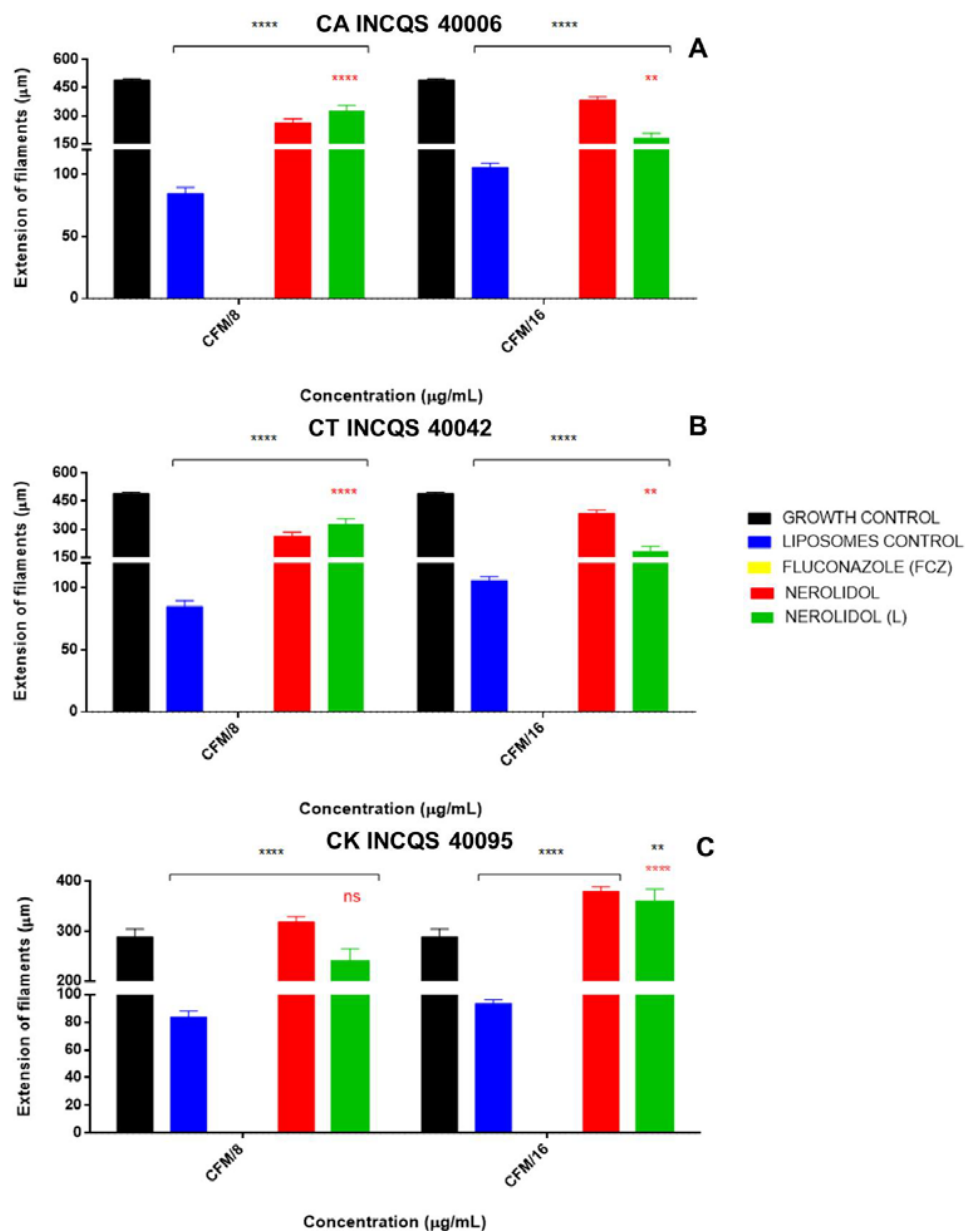 CA INCQS 40006
A
**** ****
**** **
Extension of filaments (μm)
600
450
300
150
100
50
0
CFM/8 CFM/16
Concentration (μg/mL)
CT INCQS 40042
B
**** ****
**** **
Extension of filaments (μm)
600
450
300
150
100
50
0
CFM/8 CFM/16
Concentration (μg/mL)
GROWTH CONTROL
LIPOSOMES CONTROL
FLUCONAZOLE (FCZ)
NEROLIDOL
NEROLIDOL (L)
CK INCQS 40095
C
**** **** **
ns ****
Extension of filaments (μm)
400
300
200
100
80
60
40
20
0
CFM/8 CFM/16
Concentration (μg/mL)